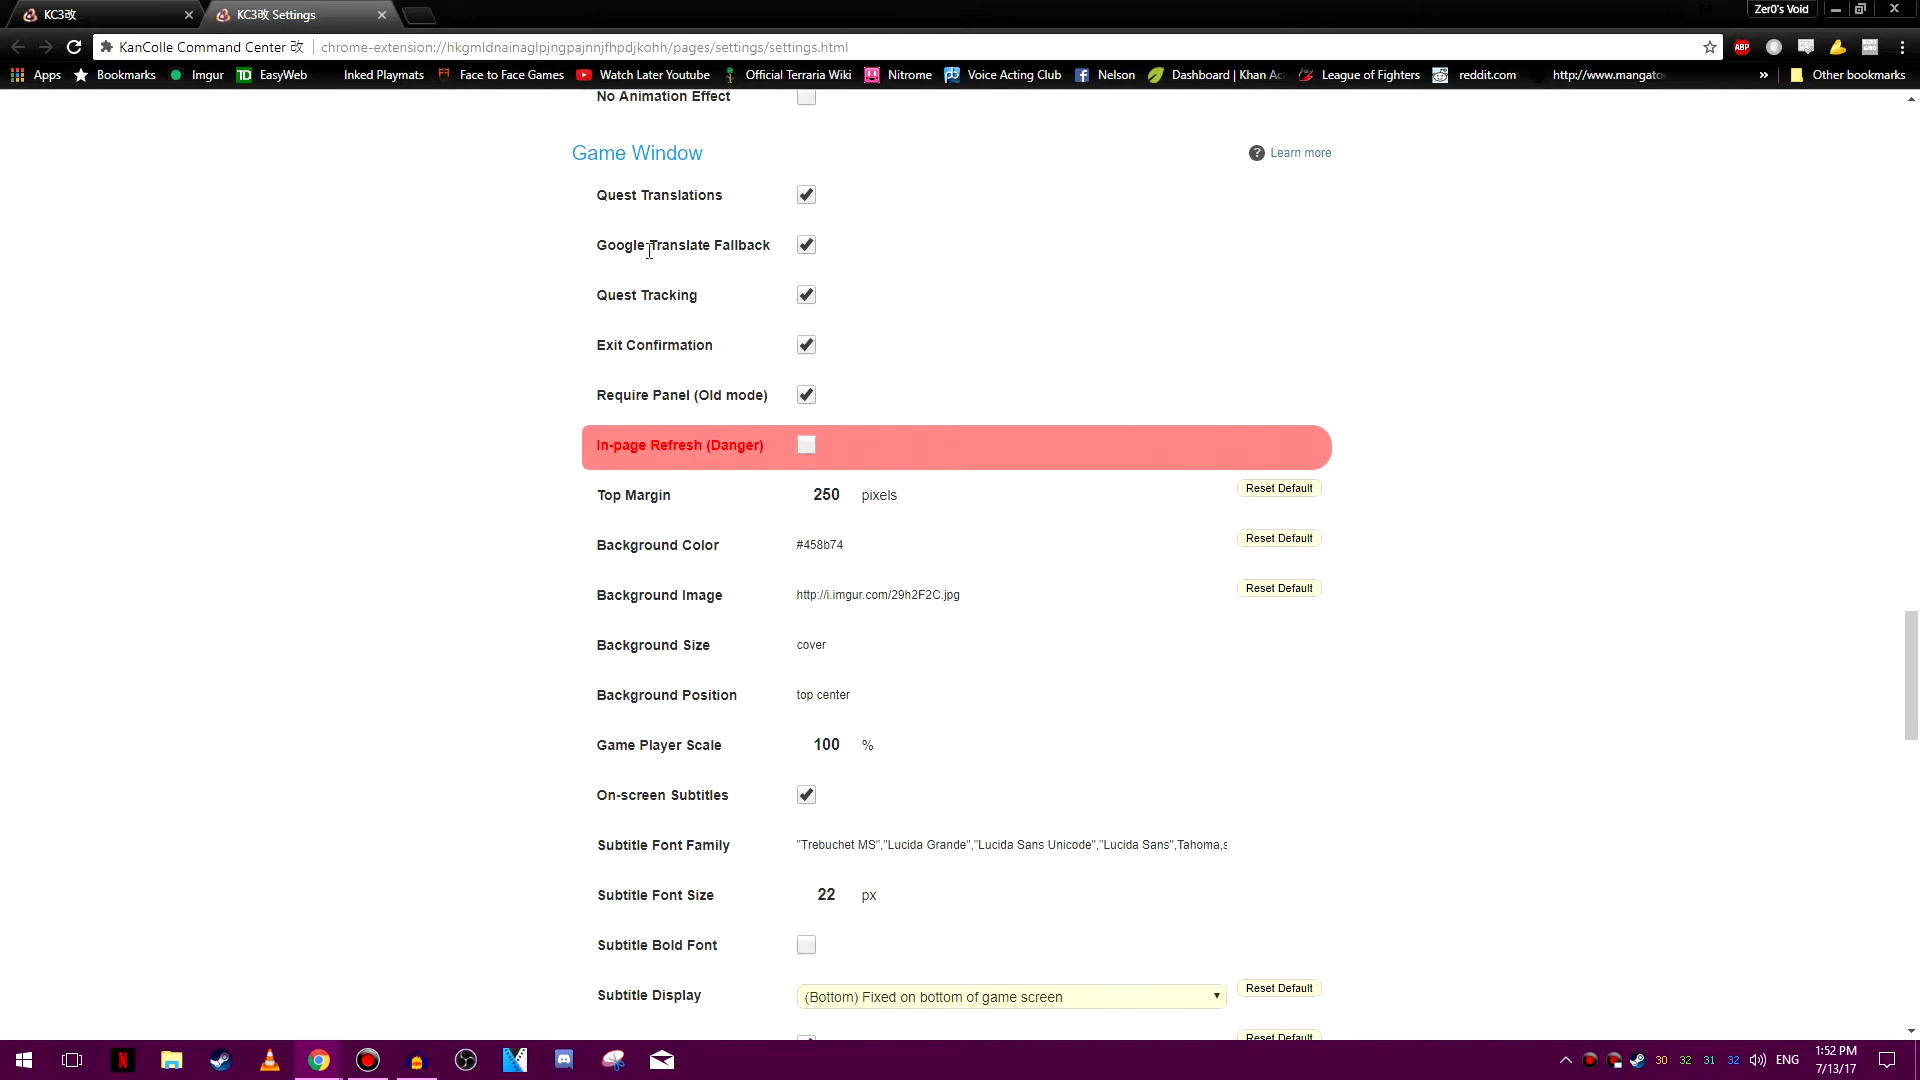 KC3改
KC3改 Settings
Zer0's Void
KanColle Command Center 改
chrome-extension://hkgmldnainaglpjngpajnnjfhpdjkohh/pages/settings/settings.html
Apps
Bookmarks
Imgur
EasyWeb
Inked Playmats
Face to Face Games
Watch Later Youtube
Official Terraria Wiki
Nitrome
Voice Acting Club
Nelson
Dashboard | Khan Ac
League of Fighters
reddit.com
http://www.mangato
»
Other bookmarks
No Animation Effect
Game Window
? Learn more
Quest Translations
Google Translate Fallback
Quest Tracking
Exit Confirmation
Require Panel (Old mode)
In-page Refresh (Danger)
Top Margin 250 pixels Reset Default
Background Color #458b74 Reset Default
Background Image http://i.imgur.com/29h2F2C.jpg Reset Default
Background Size cover
Background Position top center
Game Player Scale 100 %
On-screen Subtitles
Subtitle Font Family "Trebuchet MS","Lucida Grande","Lucida Sans Unicode","Lucida Sans",Tahoma,s
Subtitle Font Size 22 px
Subtitle Bold Font
Subtitle Display (Bottom) Fixed on bottom of game screen Reset Default
Reset Default
30 32 31 32 ENG
1:52 PM
7/13/17